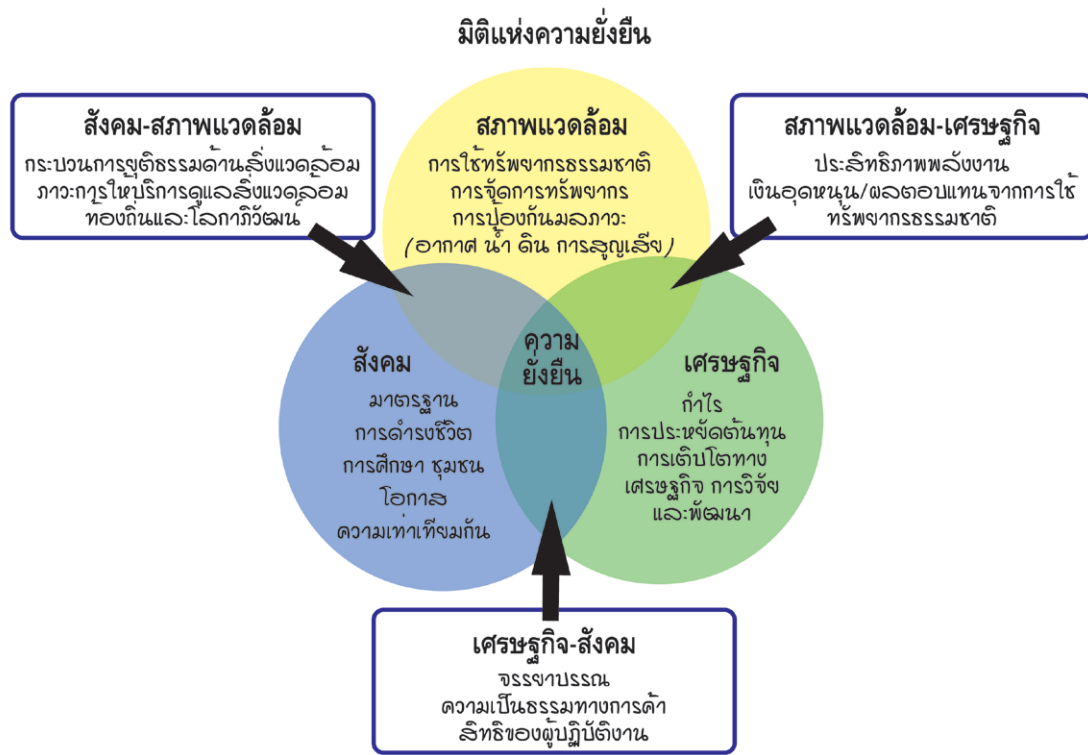 มิติแห่งความยั่งยืน
สังคม-สภาพแวดล้อม
กระบวนการยุติธรรมด้านสิ่งแวดล้อม
ภาวะการให้บริการดูแลสิ่งแวดล้อม
ท้องถิ่นและโลกาภิวัฒน์
สภาพแวดล้อม
การใช้ทรัพยากรธรรมชาติ
การจัดการทรัพยากร
การป้องกันมลภาวะ
(อากาศ น้ำ ดิน การสูญเสีย)
สภาพแวดล้อม-เศรษฐกิจ
ประสิทธิภาพพลังงาน
เงินอุดหนุน/ผลตอบแทนจากการใช้
ทรัพยากรธรรมชาติ
สังคม
มาตรฐาน
การดำรงชีวิต
การศึกษา ชุมชน
โอกาส
ความเท่าเทียมกัน
ความ
ยั่งยืน
เศรษฐกิจ
กำไร
การประหยัดต้นทุน
การเติบโตทาง
เศรษฐกิจ การวิจัย
และพัฒนา
เศรษฐกิจ-สังคม
จรรยาบรรณ
ความเป็นธรรมทางการค้า
สิทธิของผู้ปฏิบัติงาน